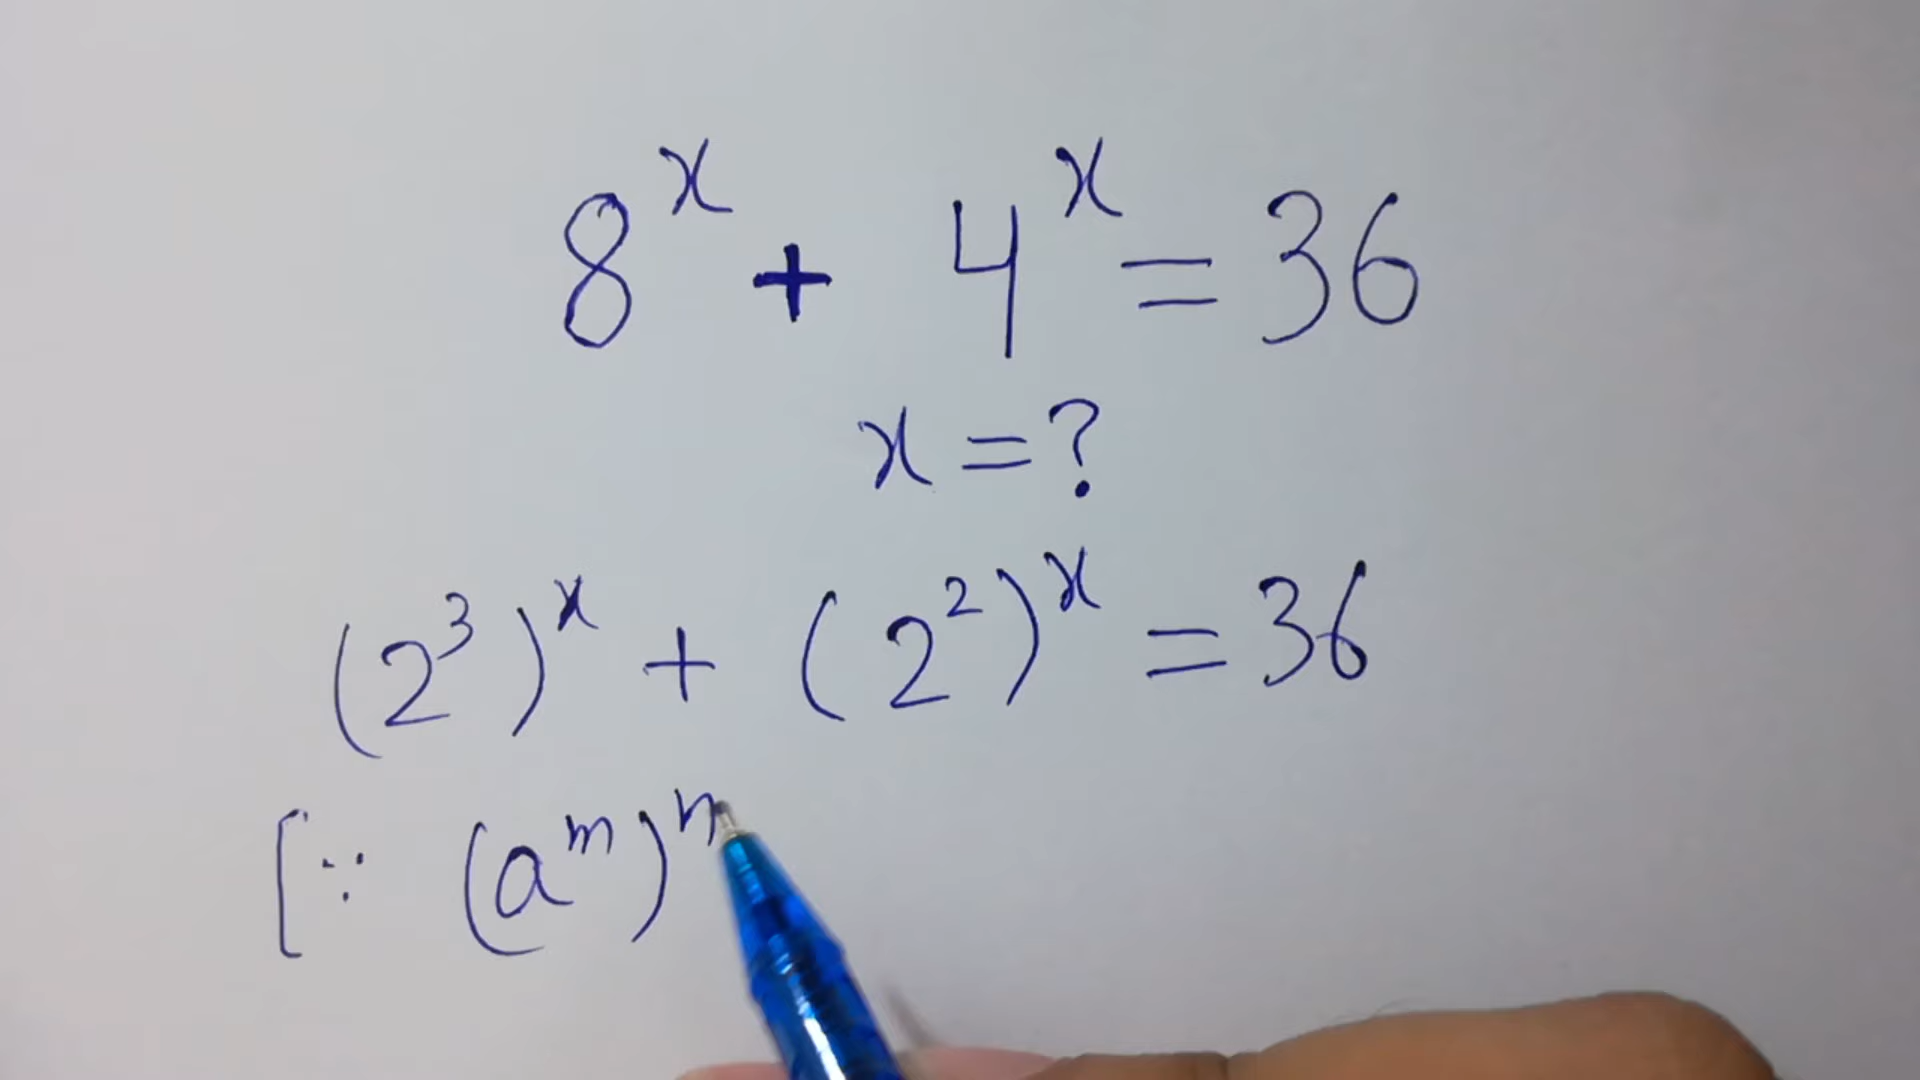 8^x + 4^x = 36
x = ?
(2^3)^x + (2^2)^x = 36
[∵ (a^m)^n